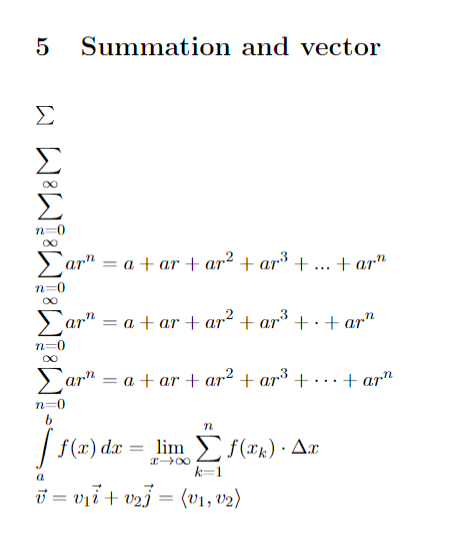 5 Summation and vector
∑
∑
∞
∑
n=0
∞
∑ arⁿ = a + ar + ar² + ar³ + ... + arⁿ
n=0
∞
∑ arⁿ = a + ar + ar² + ar³ + · + arⁿ
n=0
∞
∑ arⁿ = a + ar + ar² + ar³ + ⋯ + arⁿ
n=0
b
∫ f(x) dx = lim ∑ f(xₖ) · Δx
a x→∞ k=1 n
v⃗ = v₁i⃗ + v₂j⃗ = ⟨v₁, v₂⟩